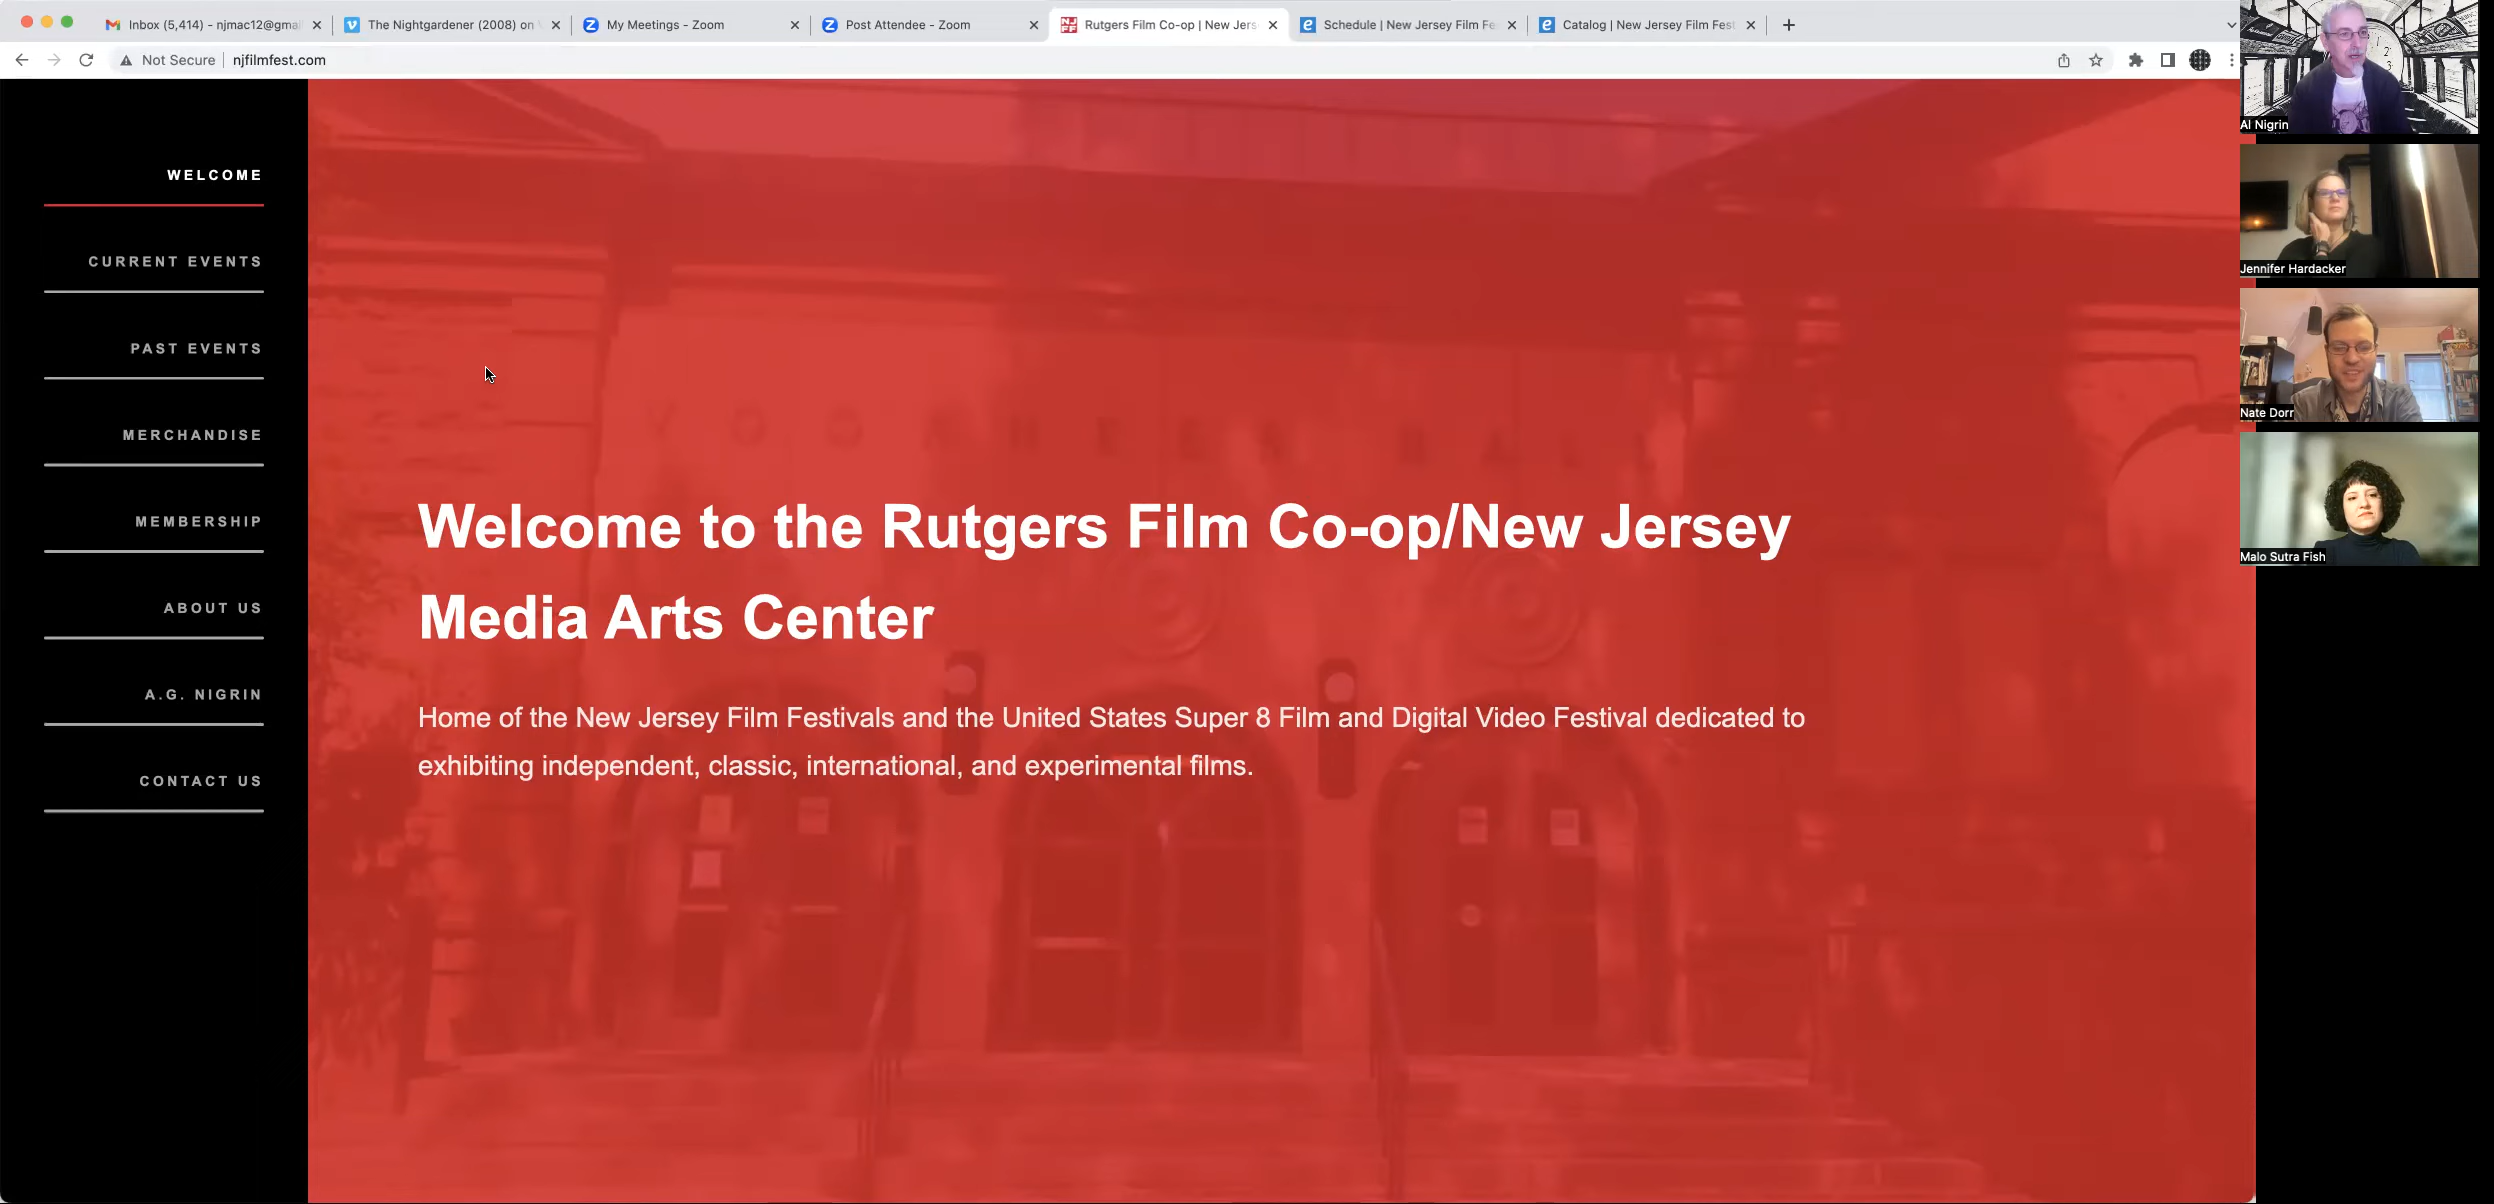 Inbox (5,414) - njmac12@gmai
The Nightgardener (2008) on
My Meetings - Zoom
Post Attendee - Zoom
Rutgers Film Co-op | New Jers
Schedule | New Jersey Film Fe
Catalog | New Jersey Film Fest
Not Secure
njfilmfest.com
WELCOME
CURRENT EVENTS
PAST EVENTS
MERCHANDISE
MEMBERSHIP
ABOUT US
A.G. NIGRIN
CONTACT US
VOORHEES HALL
Welcome to the Rutgers Film Co-op/New Jersey
Media Arts Center
Home of the New Jersey Film Festivals and the United States Super 8 Film and Digital Video Festival dedicated to
exhibiting independent, classic, international, and experimental films.
Al Nigrin
Jennifer Hardacker
Nate Dorr
Malo Sutra Fish